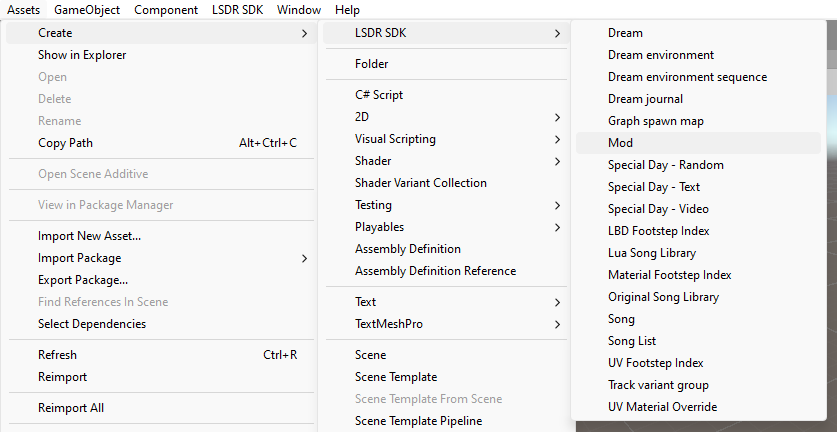 Assets GameObject Component LSDR SDK Window Help
Create
Show in Explorer
Open
Delete
Rename
Copy Path Alt+Ctrl+C
Open Scene Additive
View in Package Manager
Import New Asset...
Import Package
Export Package...
Find References In Scene
Select Dependencies
Refresh Ctrl+R
Reimport
Reimport All
LSDR SDK
Folder
C# Script
2D
Visual Scripting
Shader
Shader Variant Collection
Testing
Playables
Assembly Definition
Assembly Definition Reference
Text
TextMeshPro
Scene
Scene Template
Scene Template From Scene
Scene Template Pipeline
Dream
Dream environment
Dream environment sequence
Dream journal
Graph spawn map
Mod
Special Day - Random
Special Day - Text
Special Day - Video
LBD Footstep Index
Lua Song Library
Material Footstep Index
Original Song Library
Song
Song List
UV Footstep Index
Track variant group
UV Material Override